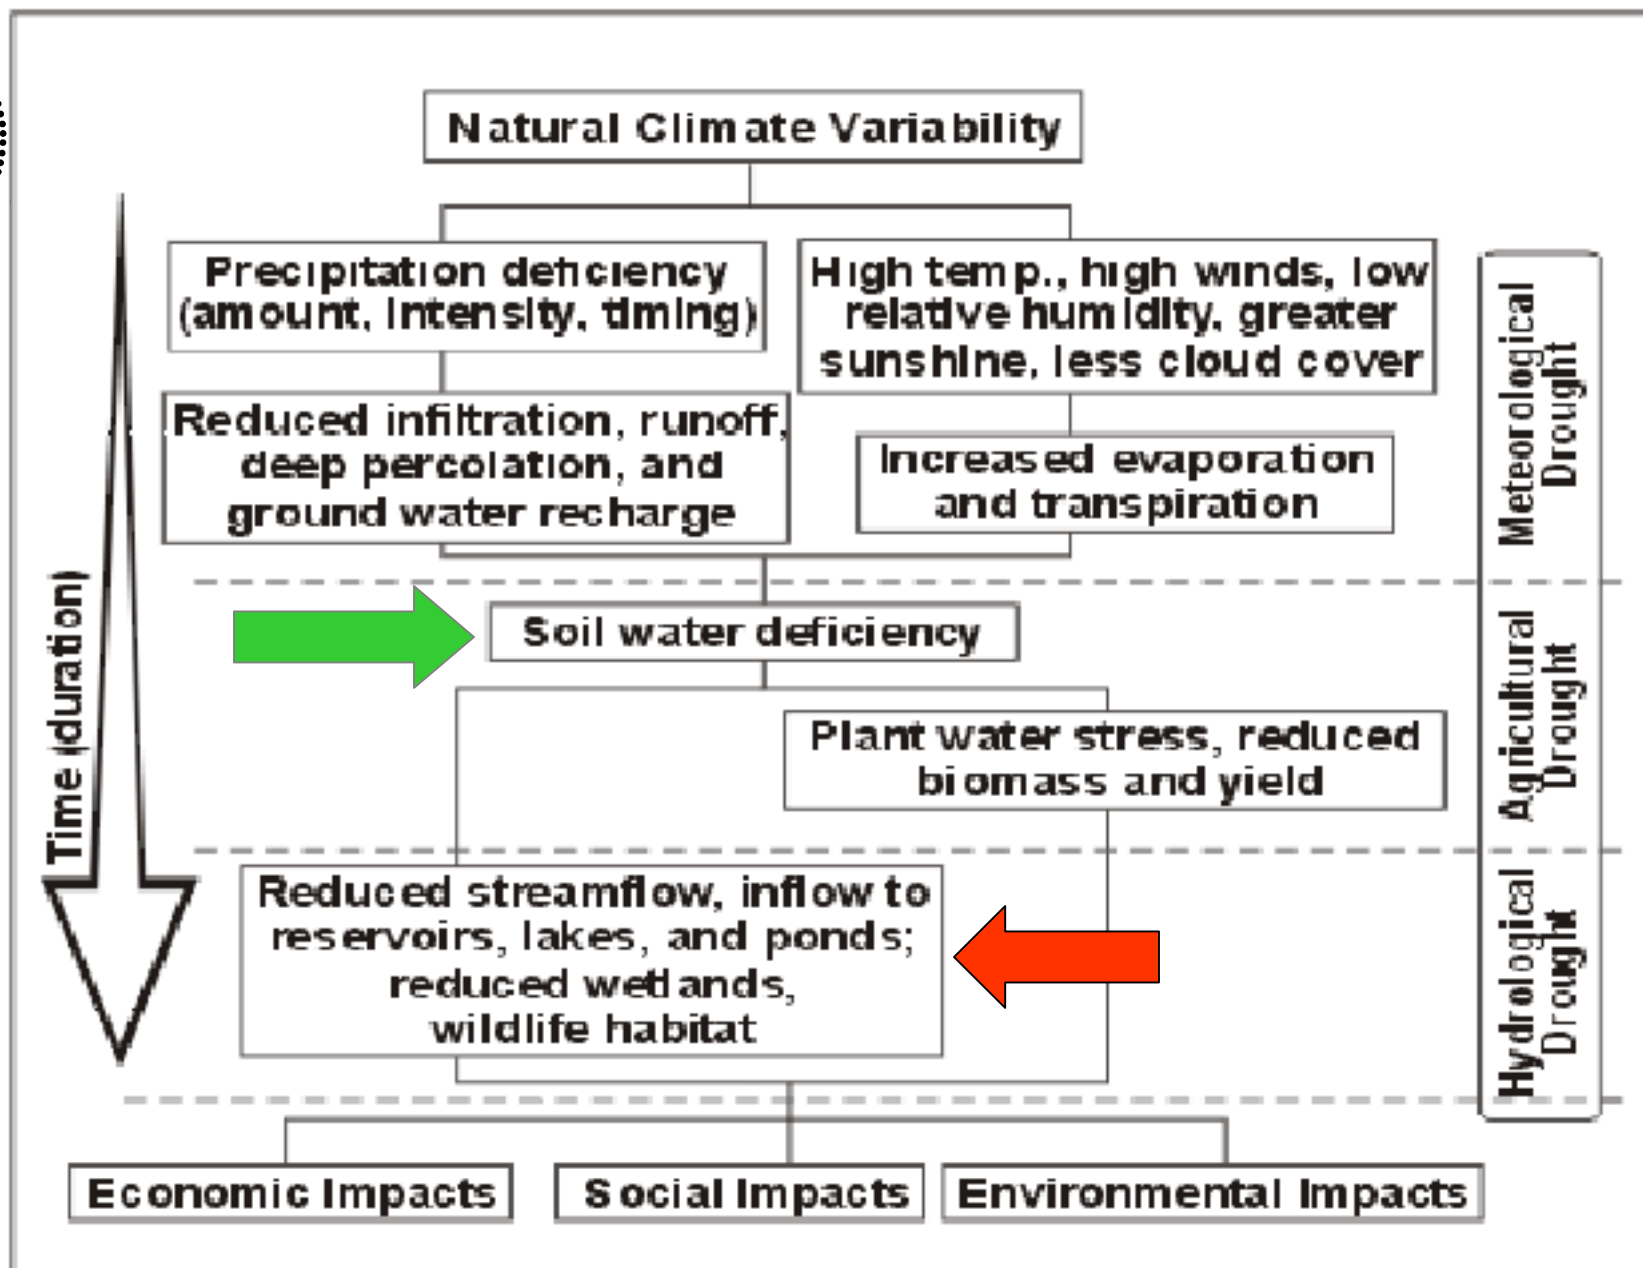 Natural Climate Variability
Precipitation deficiency
(amount, intensity, timing)
High temp., high winds, low
relative humidity, greater
sunshine, less cloud cover
Reduced infiltration, runoff,
deep percolation, and
ground water recharge
Increased evaporation
and transpiration
Meteorological
Drought
Time (duration)
Soil water deficiency
Plant water stress, reduced
biomass and yield
Agricultural
Drought
Reduced streamflow, inflow to
reservoirs, lakes, and ponds;
reduced wetlands,
wildlife habitat
Hydrological
Drought
Economic Impacts
Social Impacts
Environmental Impacts